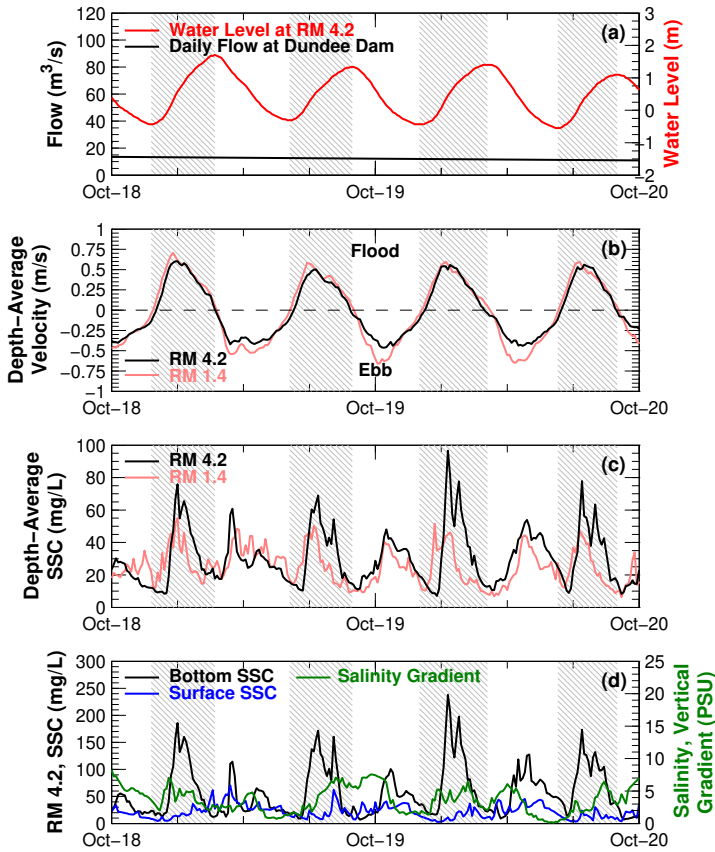 120
100
80
60
40
20
0
Flow (m³/s)
Water Level at RM 4.2
Daily Flow at Dundee Dam
(a)
3
2
1
0
−1
−2
Water Level (m)
Oct−18
Oct−19
Oct−20
1
0.75
0.5
0.25
0
−0.25
−0.5
−0.75
−1
Depth−Average
Velocity (m/s)
Flood
(b)
RM 4.2
RM 1.4
Ebb
Oct−18
Oct−19
Oct−20
100
80
60
40
20
0
Depth−Average
SSC (mg/L)
RM 4.2
RM 1.4
(c)
Oct−18
Oct−19
Oct−20
300
250
200
150
100
50
0
RM 4.2, SSC (mg/L)
Bottom SSC
Salinity Gradient
Surface SSC
(d)
25
20
15
10
5
0
Salinity, Vertical
Gradient (PSU)
Oct−18
Oct−19
Oct−20